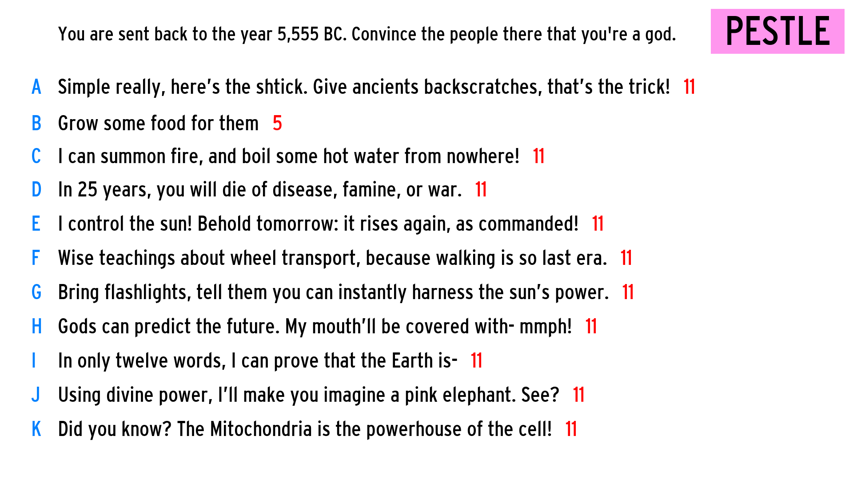 You are sent back to the year 5,555 BC. Convince the people there that you're a god.
PESTLE
A Simple really, here's the shtick. Give ancients backscratches, that's the trick! 11
B Grow some food for them 5
C I can summon fire, and boil some hot water from nowhere! 11
D In 25 years, you will die of disease, famine, or war. 11
E I control the sun! Behold tomorrow: it rises again, as commanded! 11
F Wise teachings about wheel transport, because walking is so last era. 11
G Bring flashlights, tell them you can instantly harness the sun's power. 11
H Gods can predict the future. My mouth'll be covered with- mmph! 11
I In only twelve words, I can prove that the Earth is- 11
J Using divine power, I'll make you imagine a pink elephant. See? 11
K Did you know? The Mitochondria is the powerhouse of the cell! 11